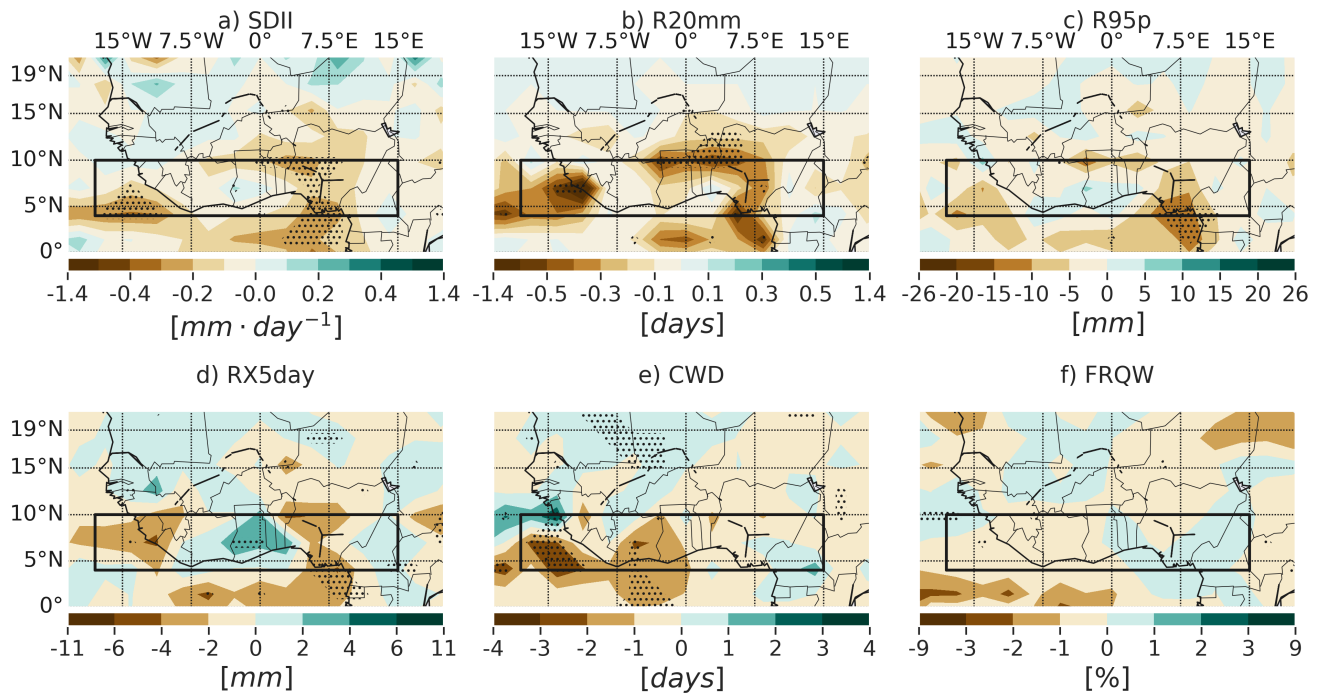 a) SDII
b) R20mm
c) R95p
15°W 7.5°W 0° 7.5°E 15°E
15°W 7.5°W 0° 7.5°E 15°E
15°W 7.5°W 0° 7.5°E 15°E
19°N
15°N
10°N
5°N
0°
-1.4 -0.4 -0.2 -0.0 0.2 0.4 1.4
-1.4 -0.5 -0.3 -0.1 0.1 0.3 0.5 1.4
-26 -20 -15 -10 -5 0 5 10 15 20 26
[mm · day⁻¹]
[days]
[mm]
d) RX5day
e) CWD
f) FRQW
19°N
15°N
10°N
5°N
0°
-11 -6 -4 -2 0 2 4 6 11
-4 -3 -2 -1 0 1 2 3 4
-9 -3 -2 -1 0 1 2 3 9
[mm]
[days]
[%]